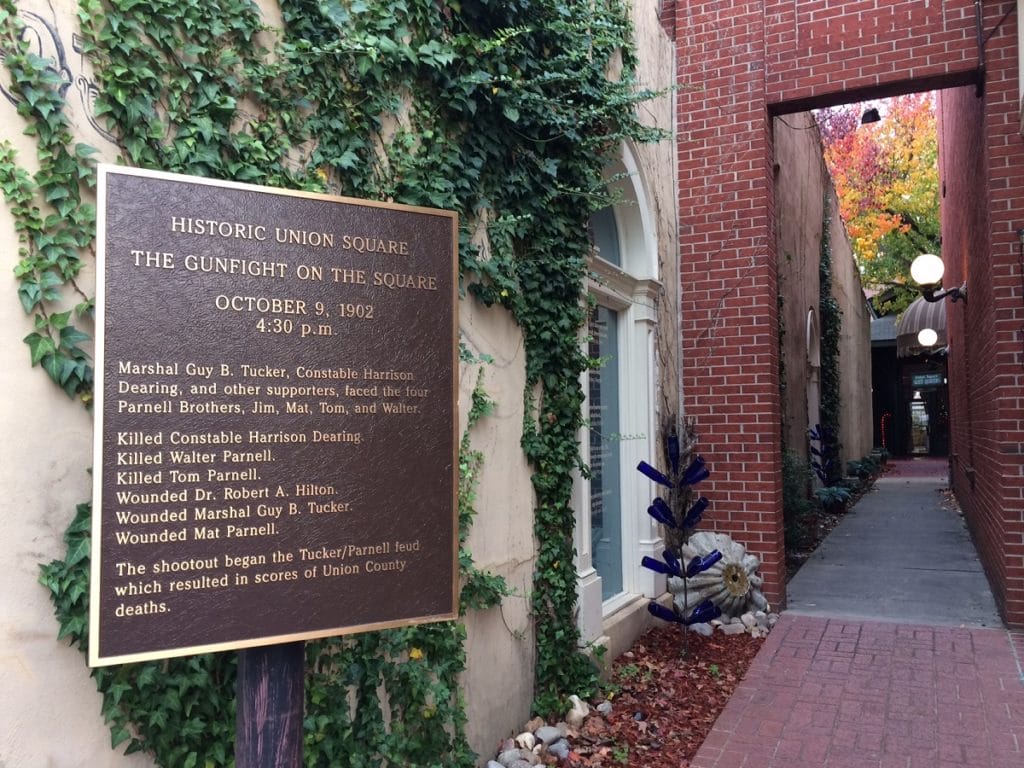 HISTORIC UNION SQUARE
THE GUNFIGHT ON THE SQUARE
OCTOBER 9, 1902
4:30 p.m.
Marshal Guy B. Tucker, Constable Harrison
Dearing, and other supporters, faced the four
Parnell Brothers, Jim, Mat, Tom, and Walter.
Killed Constable Harrison Dearing.
Killed Walter Parnell.
Killed Tom Parnell.
Wounded Dr. Robert A. Hilton.
Wounded Marshal Guy B. Tucker.
Wounded Mat Parnell.
The shootout began the Tucker/Parnell feud
which resulted in scores of Union County
deaths.